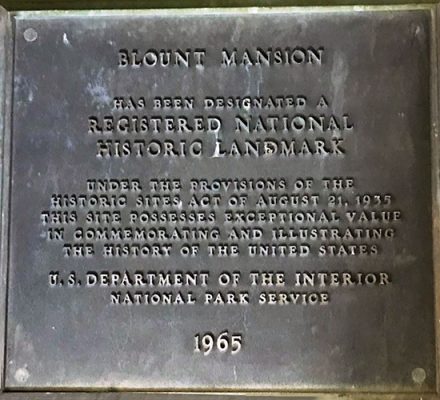 BLOUNT MANSION
HAS BEEN DESIGNATED A
REGISTERED NATIONAL
HISTORIC LANDMARK
UNDER THE PROVISIONS OF THE
HISTORIC SITES ACT OF AUGUST 21, 1935
THIS SITE POSSESSES EXCEPTIONAL VALUE
IN COMMEMORATING AND ILLUSTRATING
THE HISTORY OF THE UNITED STATES
U. S. DEPARTMENT OF THE INTERIOR
NATIONAL PARK SERVICE
1965